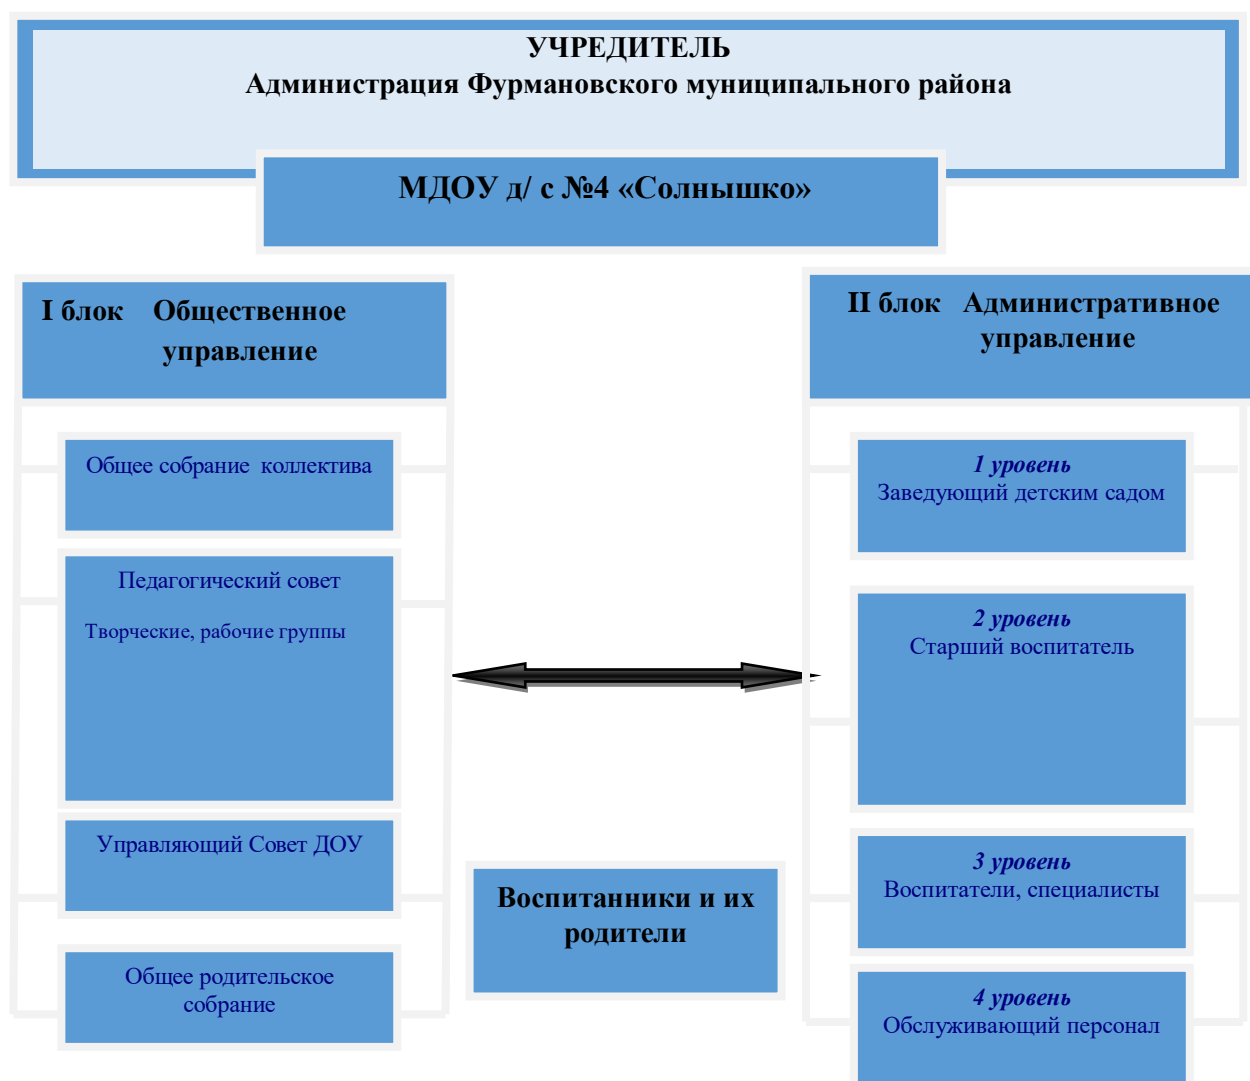 УЧРЕДИТЕЛЬ
Администрация Фурмановского муниципального района
МДОУ д/ с №4 «Солнышко»
I блок Общественное
управление
Общее собрание коллектива
Педагогический совет
Творческие, рабочие группы
Управляющий Совет ДОУ
Общее родительское
собрание
Воспитанники и их
родители
II блок Административное
управление
1 уровень
Заведующий детским садом
2 уровень
Старший воспитатель
3 уровень
Воспитатели, специалисты
4 уровень
Обслуживающий персонал